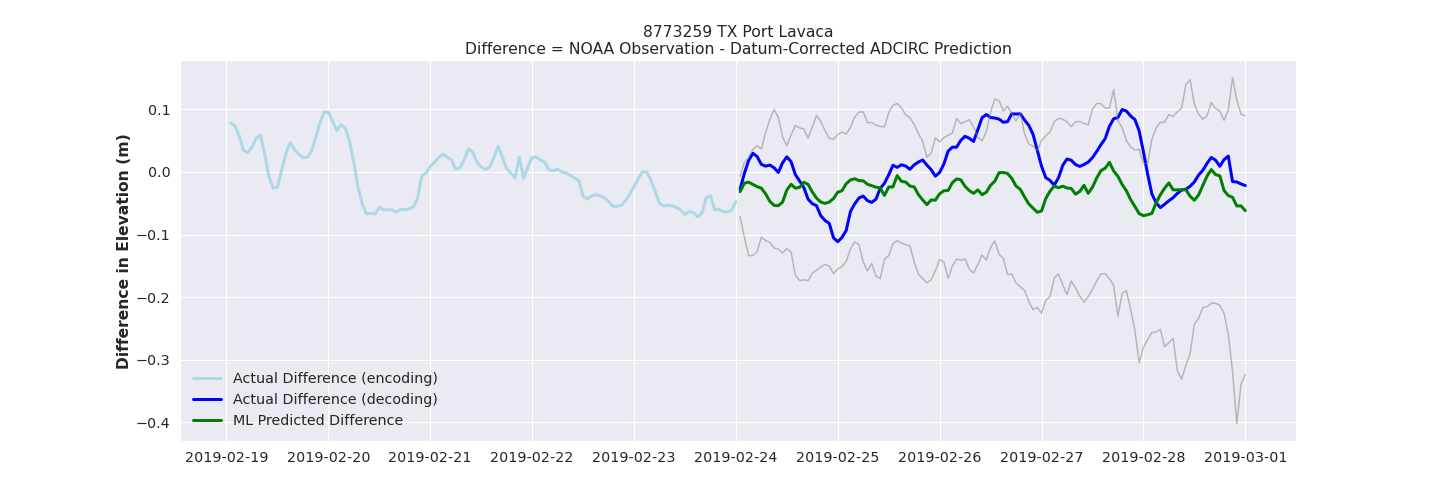 8773259 TX Port Lavaca
Difference = NOAA Observation - Datum-Corrected ADCIRC Prediction
Difference in Elevation (m)
0.1
0.0
−0.1
−0.2
−0.3
−0.4
Actual Difference (encoding)
Actual Difference (decoding)
ML Predicted Difference
2019-02-19 2019-02-20 2019-02-21 2019-02-22 2019-02-23 2019-02-24 2019-02-25 2019-02-26 2019-02-27 2019-02-28 2019-03-01